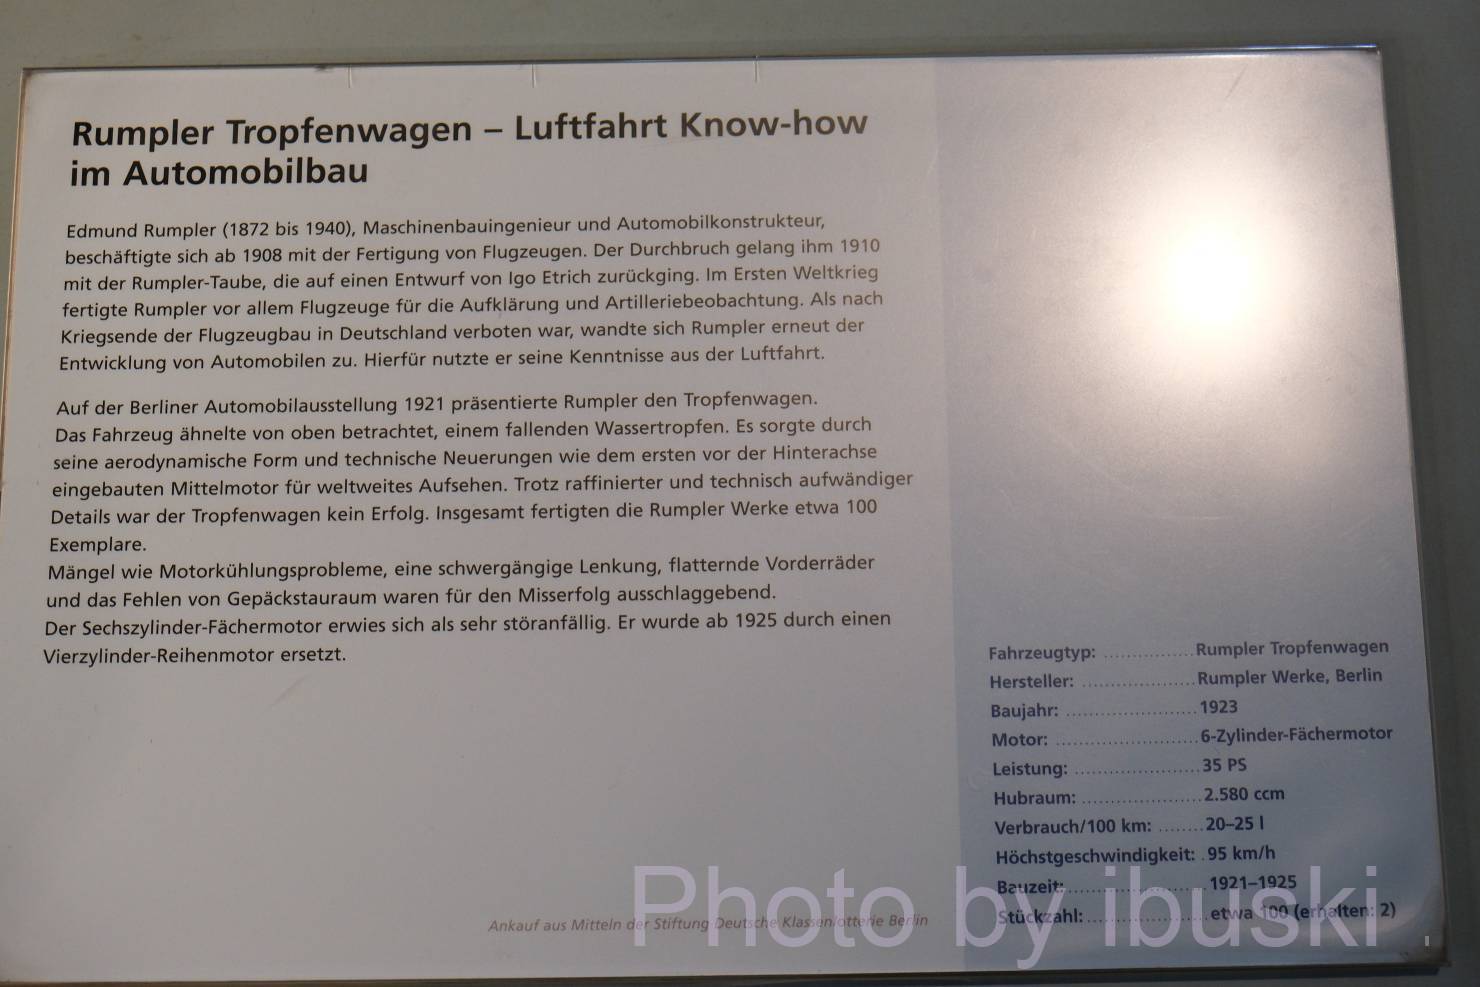 Rumpler Tropfenwagen – Luftfahrt Know-how
im Automobilbau
Edmund Rumpler (1872 bis 1940), Maschinenbauingenieur und Automobilkonstrukteur,
beschäftigte sich ab 1908 mit der Fertigung von Flugzeugen. Der Durchbruch gelang ihm 1910
mit der Rumpler-Taube, die auf einen Entwurf von Igo Etrich zurückging. Im Ersten Weltkrieg
fertigte Rumpler vor allem Flugzeuge für die Aufklärung und Artilleriebeobachtung. Als nach
Kriegsende der Flugzeugbau in Deutschland verboten war, wandte sich Rumpler erneut der
Entwicklung von Automobilen zu. Hierfür nutzte er seine Kenntnisse aus der Luftfahrt.
Auf der Berliner Automobilausstellung 1921 präsentierte Rumpler den Tropfenwagen.
Das Fahrzeug ähnelte von oben betrachtet, einem fallenden Wassertropfen. Es sorgte durch
seine aerodynamische Form und technische Neuerungen wie dem ersten vor der Hinterachse
eingebauten Mittelmotor für weltweites Aufsehen. Trotz raffinierter und technisch aufwändiger
Details war der Tropfenwagen kein Erfolg. Insgesamt fertigten die Rumpler Werke etwa 100
Exemplare.
Mängel wie Motorkühlungsprobleme, eine schwergängige Lenkung, flatternde Vorderräder
und das Fehlen von Gepäckstauraum waren für den Misserfolg ausschlaggebend.
Der Sechszylinder-Fächermotor erwies sich als sehr störanfällig. Er wurde ab 1925 durch einen
Vierzylinder-Reihenmotor ersetzt.
Ankauf aus Mitteln der Stiftung Deutsche Klassenlotterie Berlin
Fahrzeugtyp: ................ Rumpler Tropfenwagen
Hersteller: .................... Rumpler Werke, Berlin
Baujahr: ....................... 1923
Motor: ......................... 6-Zylinder-Fächermotor
Leistung: ...................... 35 PS
Hubraum: ..................... 2.580 ccm
Verbrauch/100 km: ........ 20–25 l
Höchstgeschwindigkeit: . 95 km/h
Bauzeit: ......................... 1921–1925
Stückzahl: ..................... etwa 100 (erhalten: 2)
Photo by ibuski